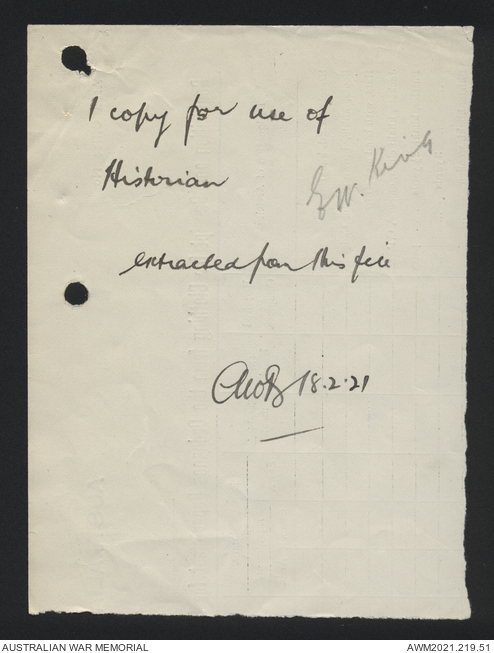 1 copy for use of
Historian
extracted from this file
18.2.21
AUSTRALIAN WAR MEMORIAL
AWM2021.219.51